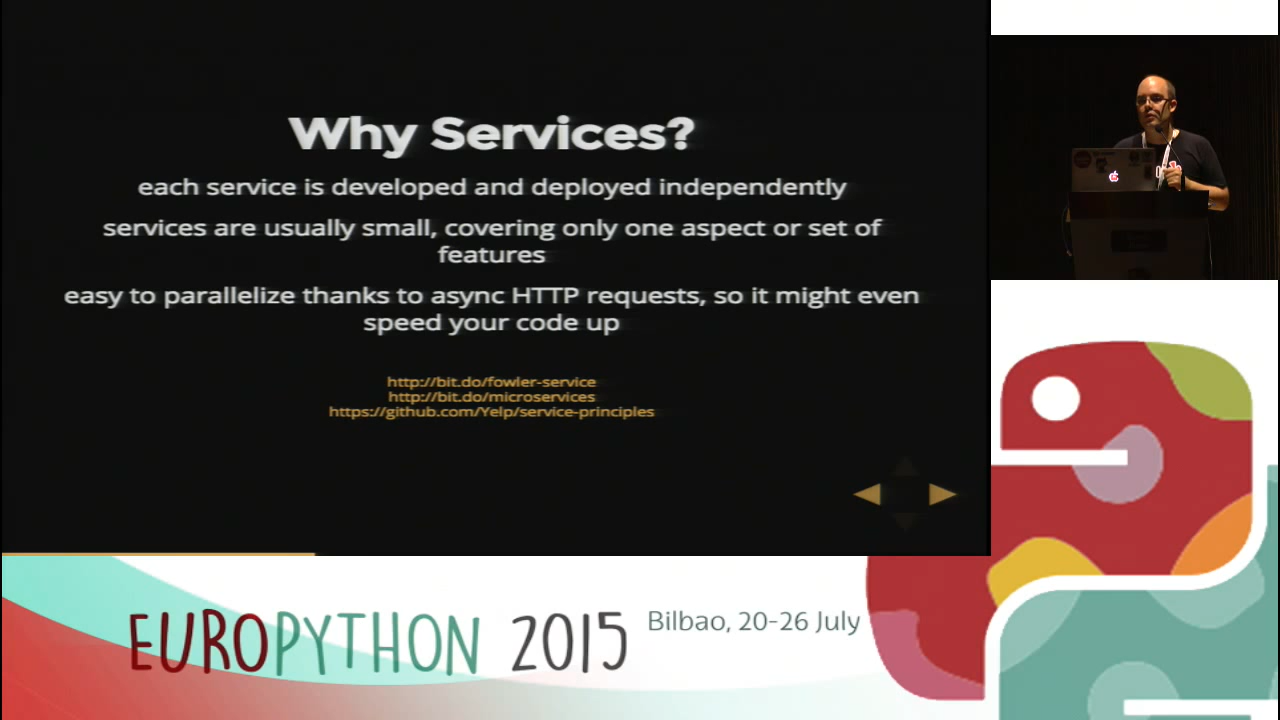 Why Services?
each service is developed and deployed independently
services are usually small, covering only one aspect or set of
features
easy to parallelize thanks to async HTTP requests, so it might even
speed your code up
http://bit.do/fowler-service
http://bit.do/microservices
https://github.com/Yelp/service-principles
EUROPYTHON 2015
Bilbao, 20-26 July